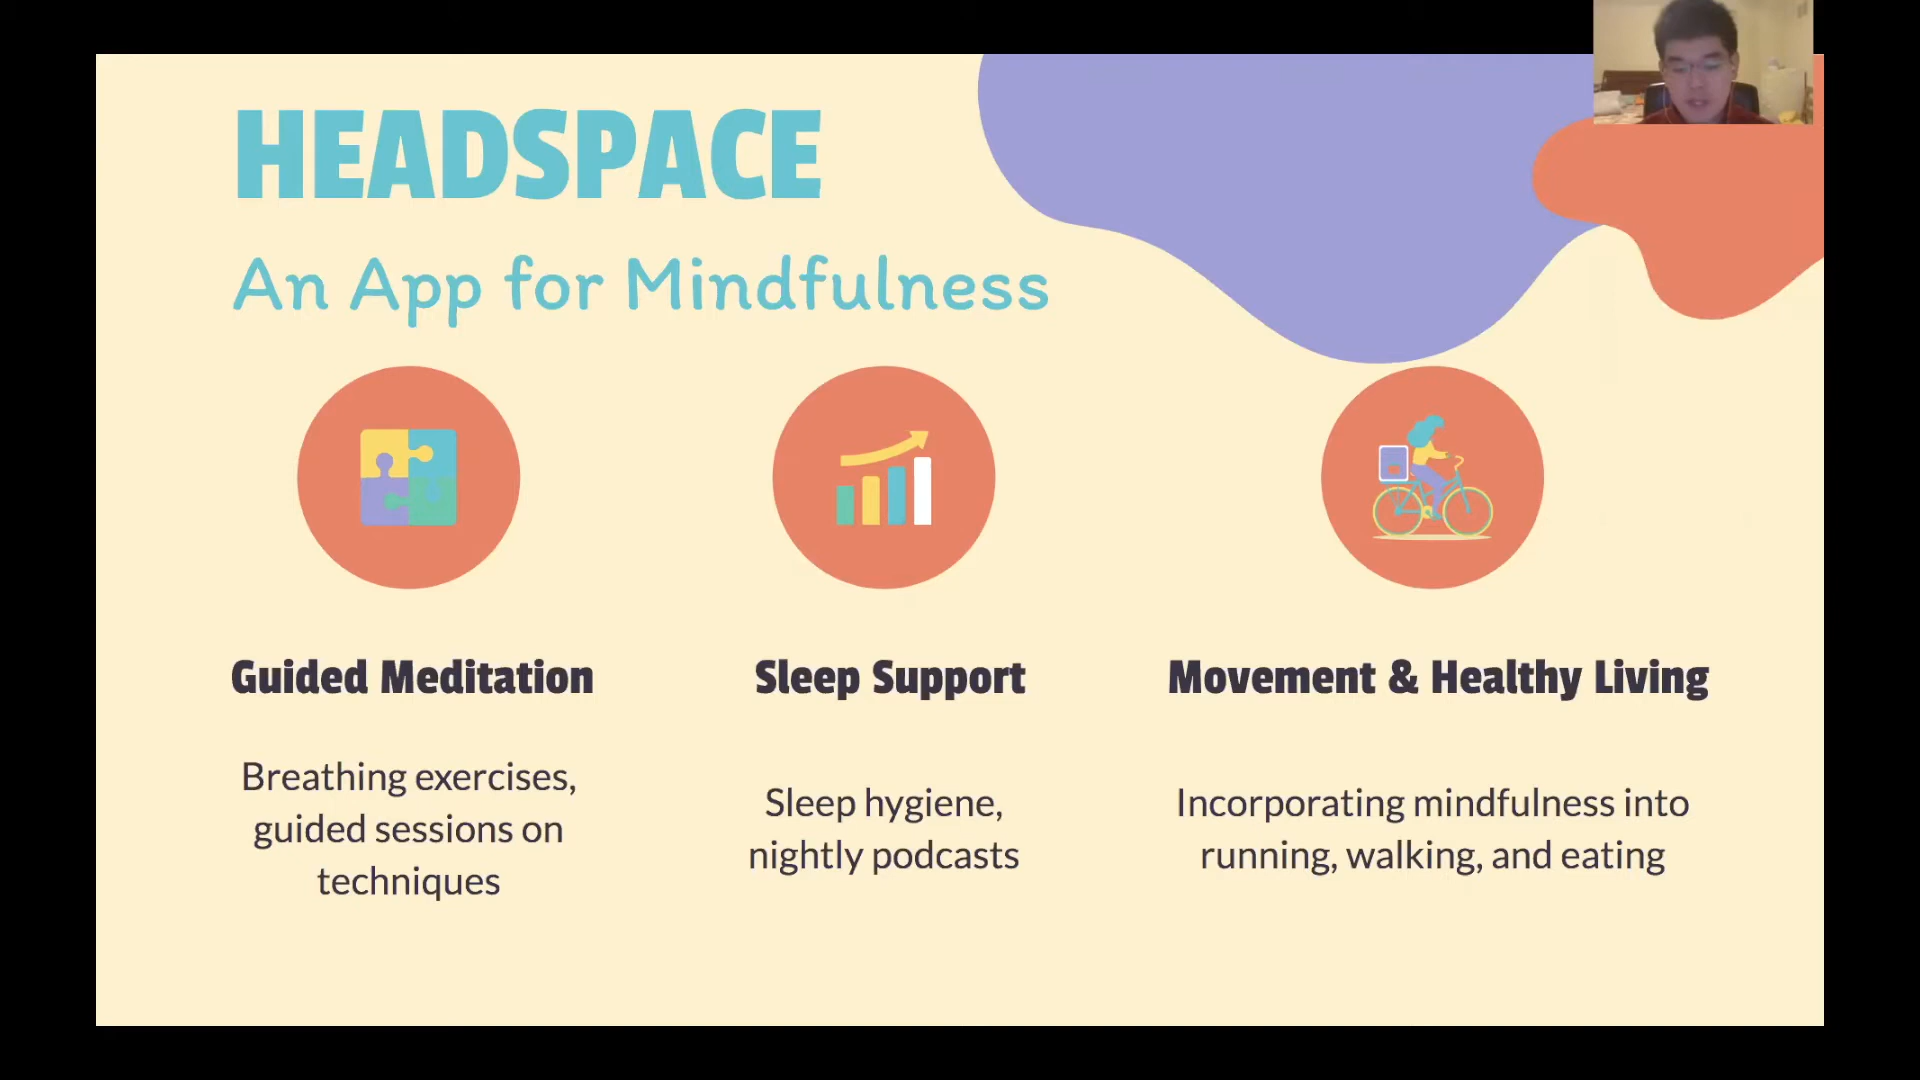 HEADSPACE
An App for Mindfulness
Guided Meditation
Breathing exercises,
guided sessions on
techniques
Sleep Support
Sleep hygiene,
nightly podcasts
Movement & Healthy Living
Incorporating mindfulness into
running, walking, and eating